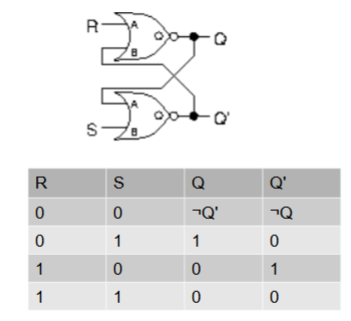 R A Q Q
B
A
S B Q Q'
R S Q Q'
0 0 ¬Q' ¬Q
0 1 1 0
1 0 0 1
1 1 0 0